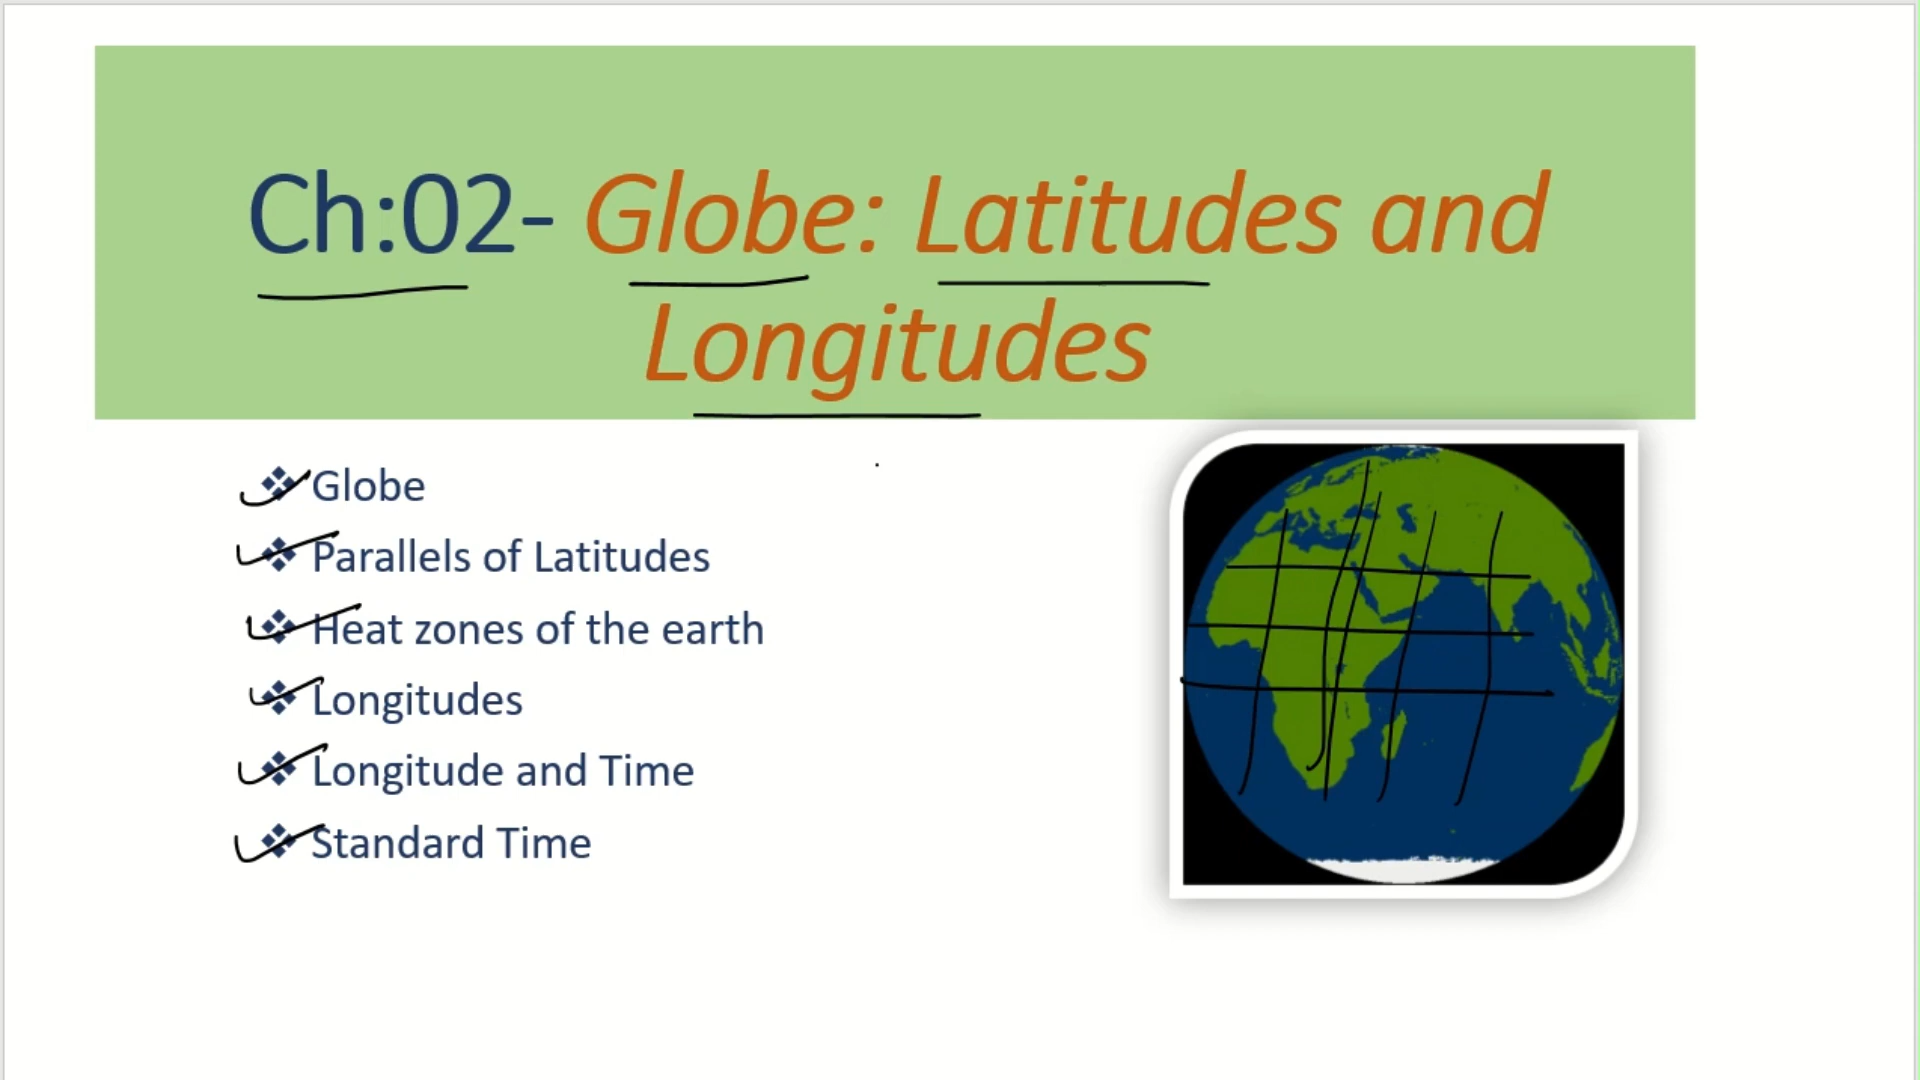 Ch:02- Globe: Latitudes and
Longitudes
Globe
Parallels of Latitudes
Heat zones of the earth
Longitudes
Longitude and Time
Standard Time